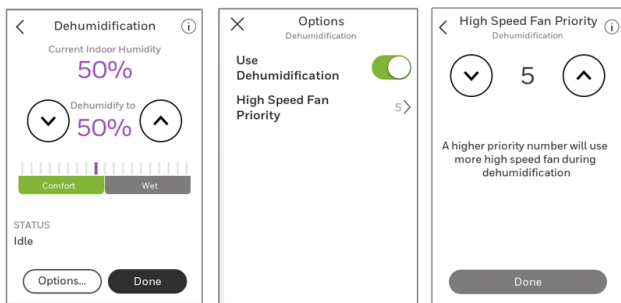 Dehumidification
Current Indoor Humidity
50%
Dehumidify to
50%
Comfort
Wet
STATUS
Idle
Options...
Done
Options
Dehumidification
Use
Dehumidification
High Speed Fan
Priority
5
High Speed Fan Priority
Dehumidification
5
A higher priority number will use
more high speed fan during
dehumidification
Done